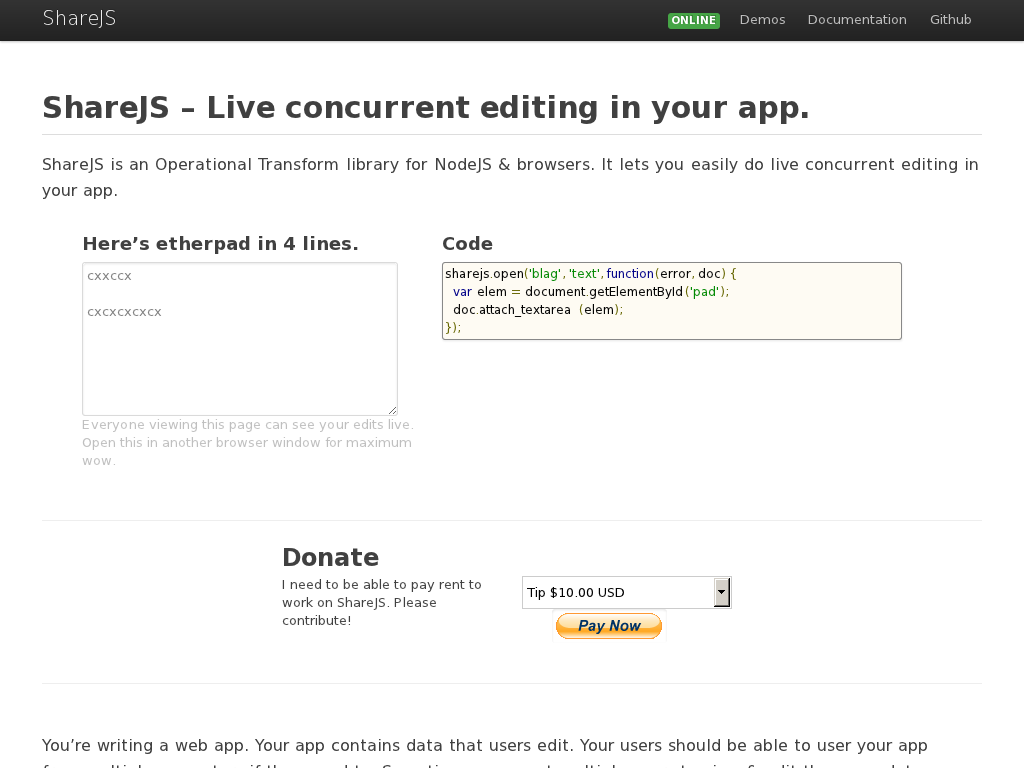 ShareJS
ONLINE Demos Documentation Github
ShareJS – Live concurrent editing in your app.
ShareJS is an Operational Transform library for NodeJS & browsers. It lets you easily do live concurrent editing in
your app.
Here’s etherpad in 4 lines.
cxxccx
cxcxcxcxcx
Everyone viewing this page can see your edits live.
Open this in another browser window for maximum
wow.
Code
sharejs.open('blag', 'text', function(error, doc) {
var elem = document.getElementById('pad');
doc.attach_textarea (elem);
});
Donate
I need to be able to pay rent to
work on ShareJS. Please
contribute!
Tip $10.00 USD
Pay Now
You’re writing a web app. Your app contains data that users edit. Your users should be able to user your app